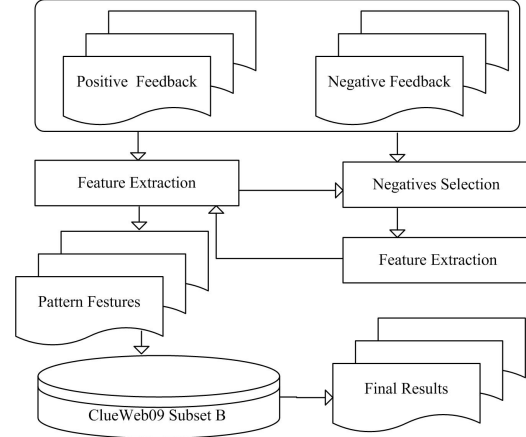 Positive Feedback
Negative Feedback
Feature Extraction
Negatives Selection
Feature Extraction
Pattern Festures
Final Results
ClueWeb09 Subset B